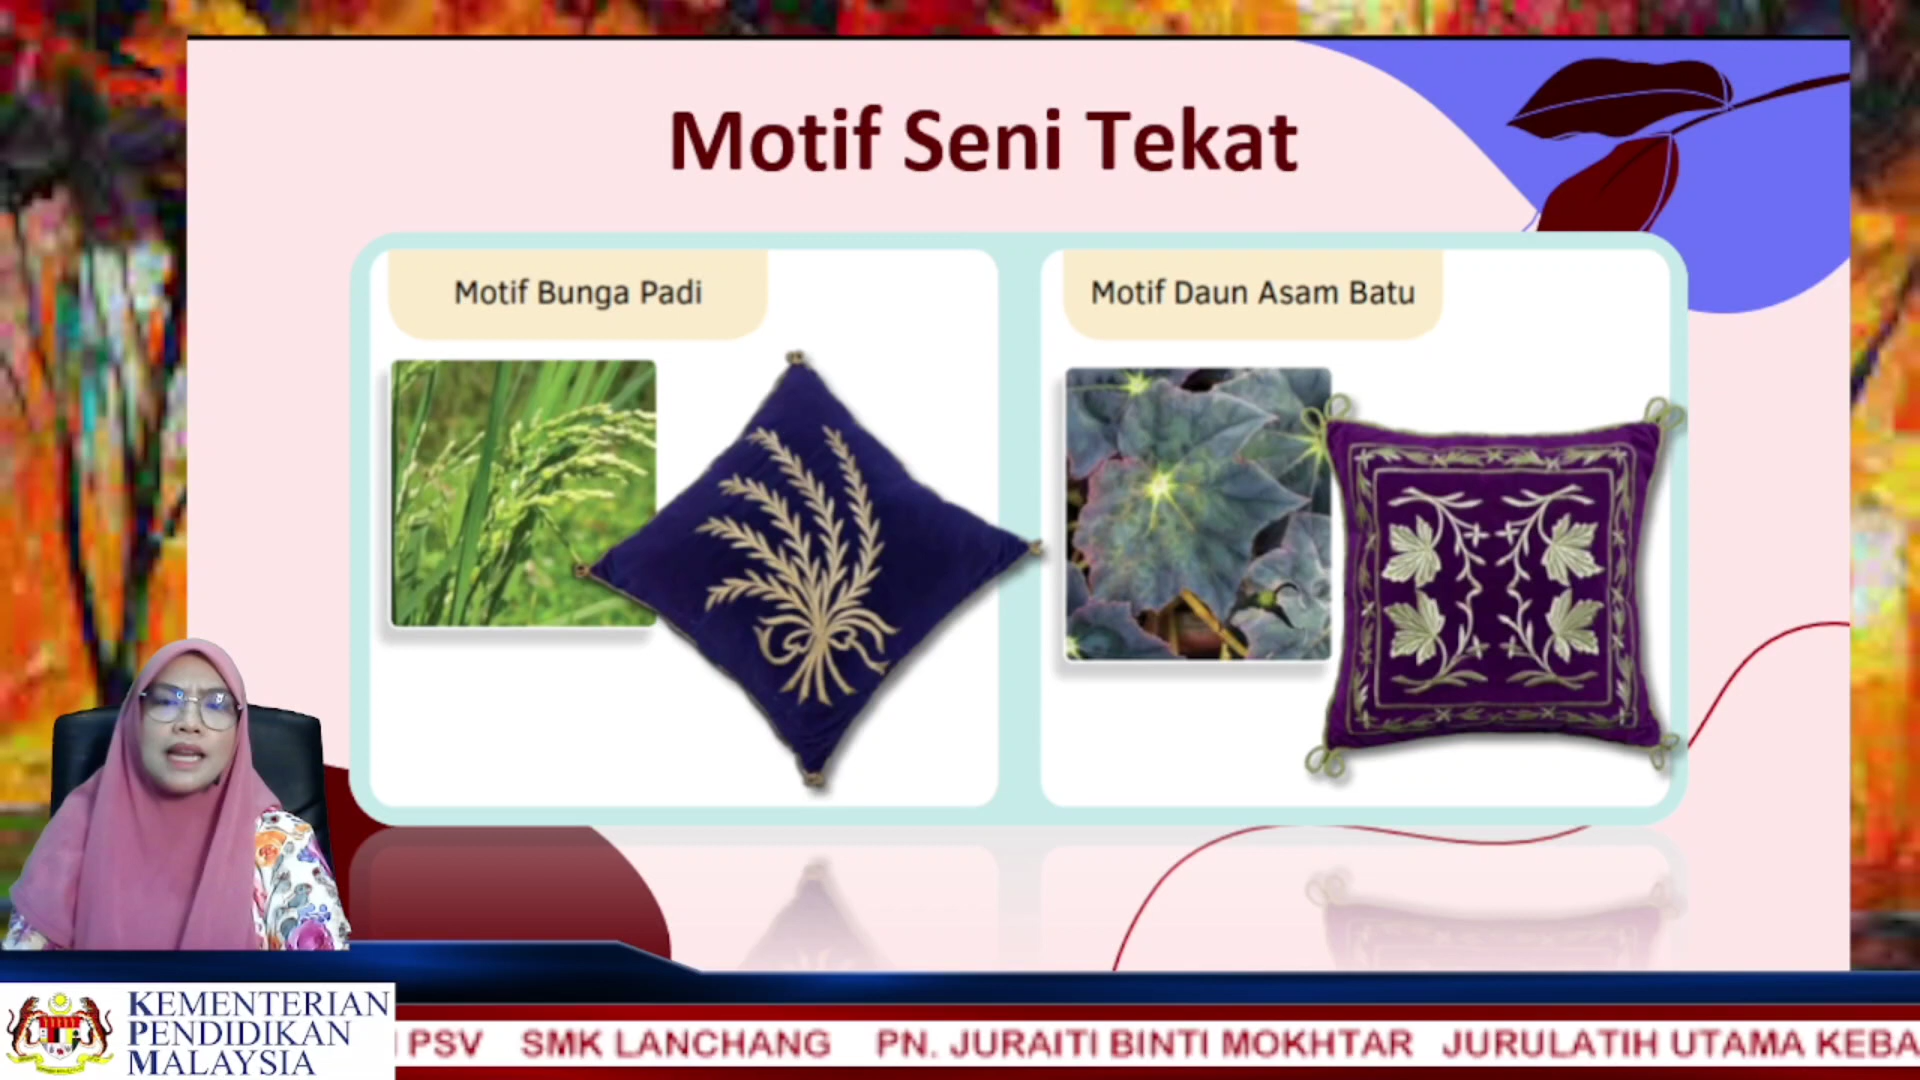 Motif Seni Tekat
Motif Bunga Padi
Motif Daun Asam Batu
KEMENTERIAN
PENDIDIKAN
MALAYSIA
PSV SMK LANCHANG PN. JURAITI BINTI MOKHTAR JURULATIH UTAMA KEBA